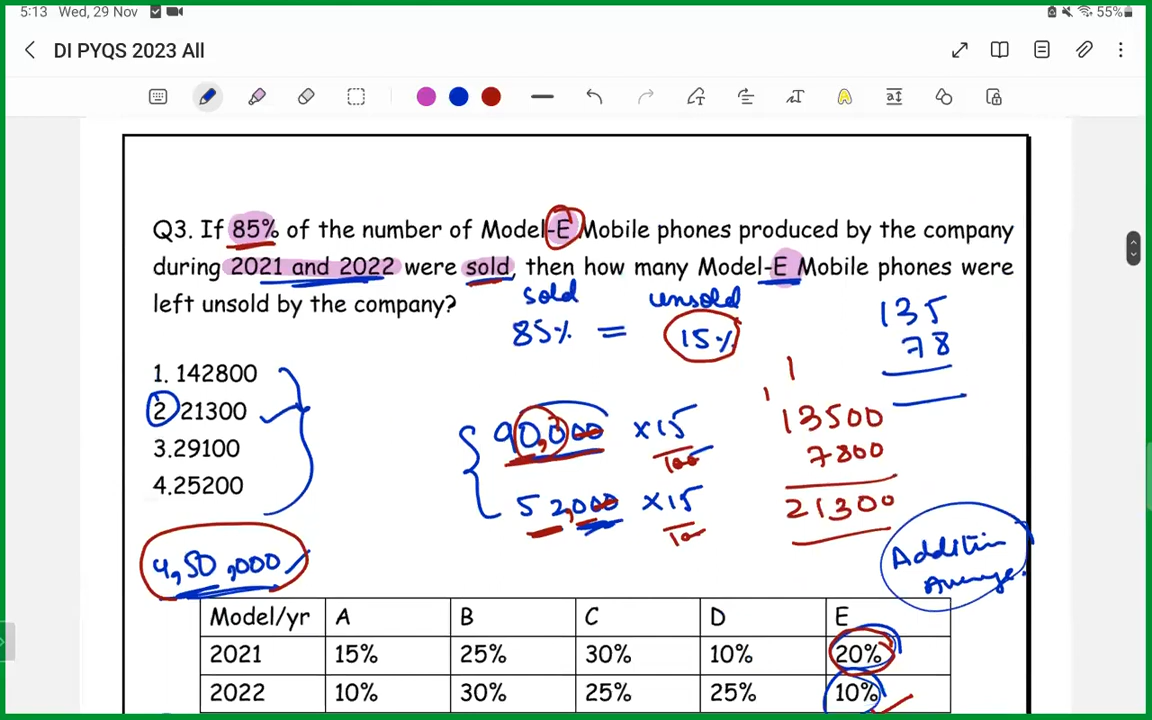 5:13 Wed, 29 Nov
55%
DI PYQS 2023 All
Q3. If 85% of the number of Model-E Mobile phones produced by the company
during 2021 and 2022 were sold, then how many Model-E Mobile phones were
left unsold by the company?
sold unsold
85% = 15%
135
78
1. 142800
2. 21300
3.29100
4.25200
90,000 ×15
100
52,000 ×15
100
1 1
13500
7800
21300
Addition
Average.
4,50,000
Model/yr A B C D E
2021 15% 25% 30% 10% 20%
2022 10% 30% 25% 25% 10%